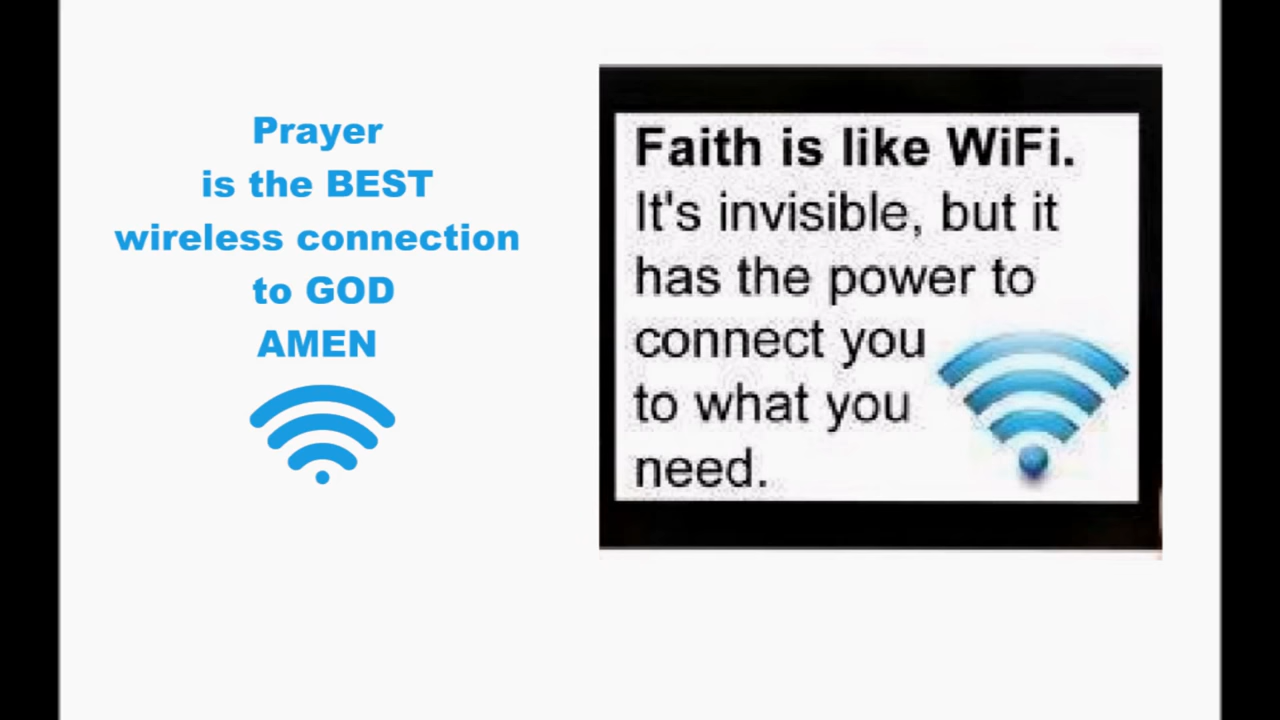 Prayer
is the BEST
wireless connection
to GOD
AMEN
Faith is like WiFi.
It's invisible, but it
has the power to
connect you
to what you
need.